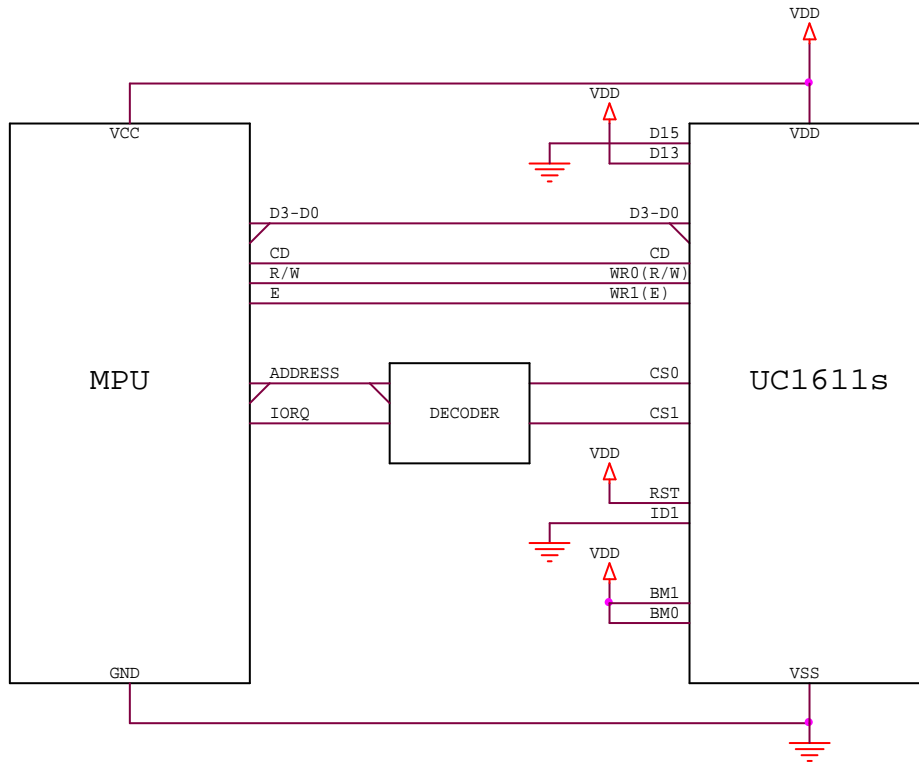 VDD
VDD
VCC
VDD
D15
D13
D3-D0
D3-D0
CD
CD
R/W
WR0(R/W)
E
WR1(E)
MPU
ADDRESS
CS0
UC1611s
IORQ
DECODER
CS1
VDD
RST
ID1
VDD
BM1
BM0
GND
VSS